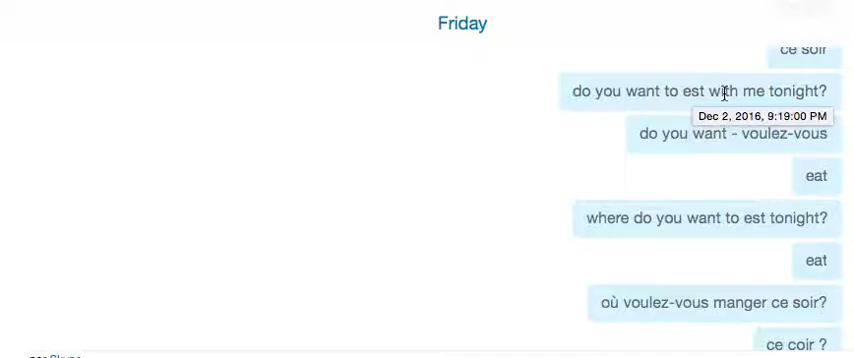 Friday
ce soir
do you want to est with me tonight?
Dec 2, 2016, 9:19:00 PM
do you want - voulez-vous
eat
where do you want to est tonight?
eat
où voulez-vous manger ce soir?
ce coir ?
Skype